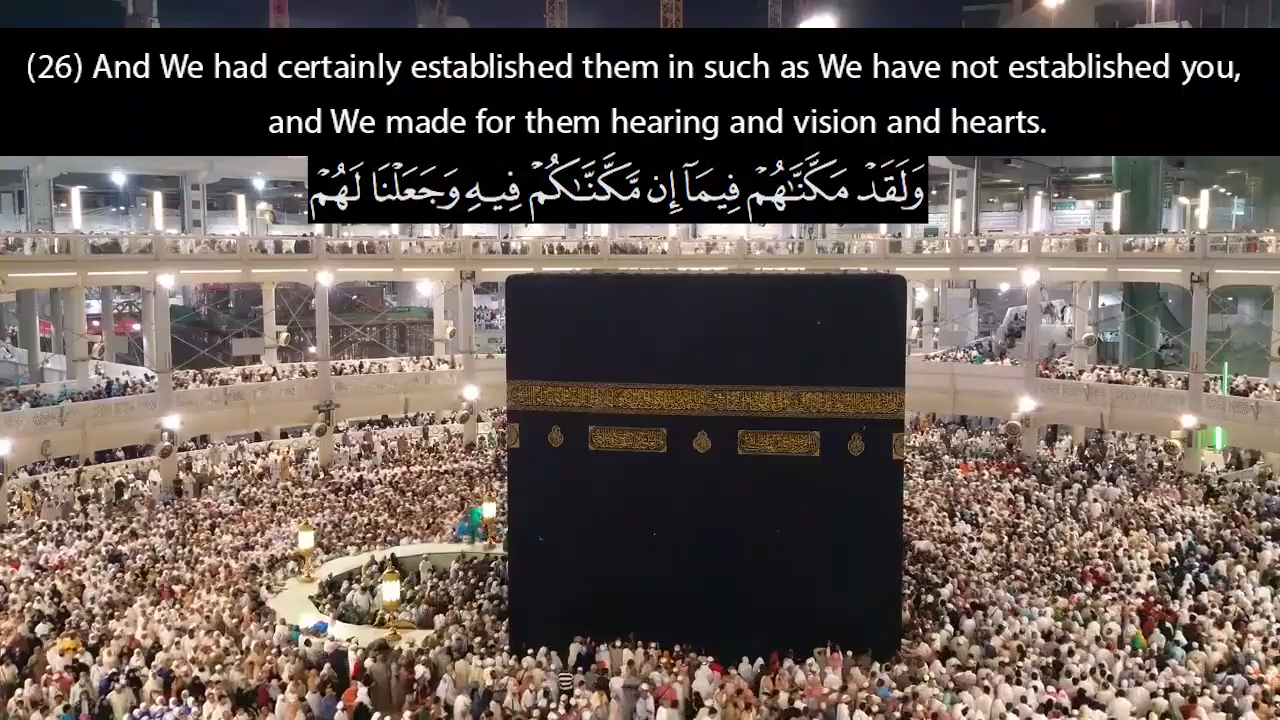 (26) And We had certainly established them in such as We have not established you,
and We made for them hearing and vision and hearts.
وَلَقَدْ مَكَّنَّـٰهُمْ فِيمَآ إِن مَّكَّنَّـٰكُمْ فِيهِ وَجَعَلْنَا لَهُمْ